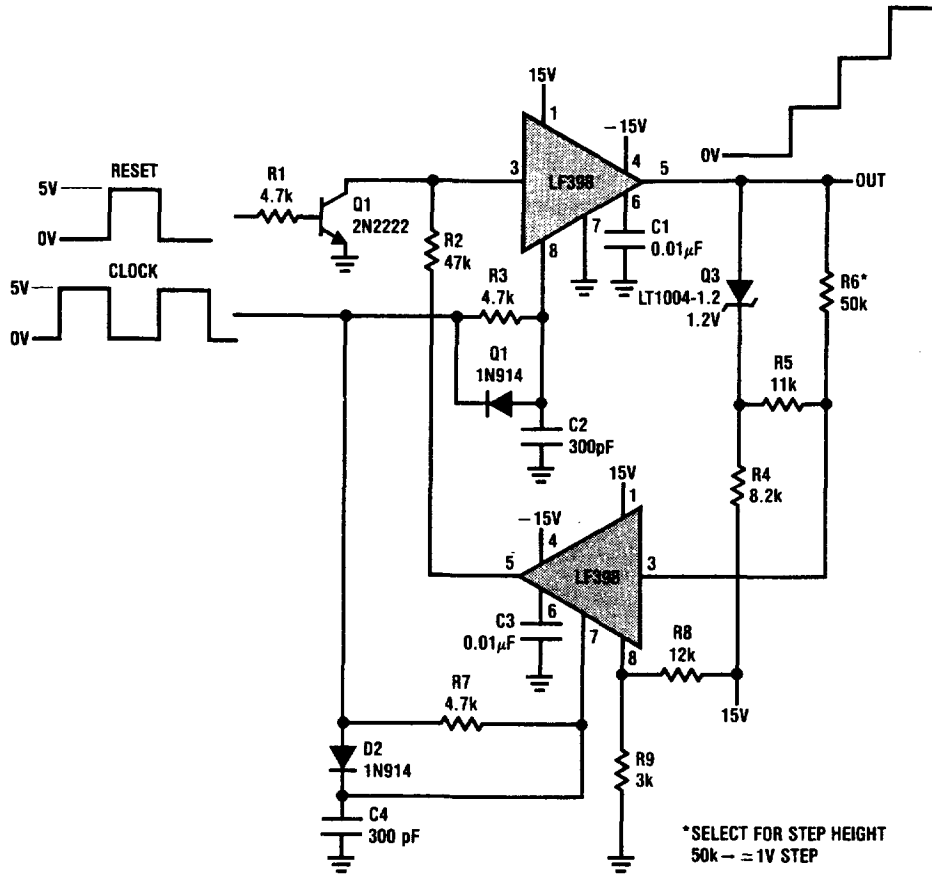 15V
1
−15V
4
0V
RESET
5V
0V
R1
4.7k
3
LF398
5
OUT
Q1
2N2222
6
7
C1
0.01µF
8
CLOCK
5V
0V
R2
47k
R3
4.7k
Q3
LT1004-1.2
1.2V
R6*
50k
Q1
1N914
R5
11k
C2
300pF
15V
1
R4
8.2k
−15V
4
5
LF398
3
C3
0.01µF
6
7
8
R8
12k
15V
R7
4.7k
D2
1N914
R9
3k
C4
300 pF
*SELECT FOR STEP HEIGHT
50k → = 1V STEP